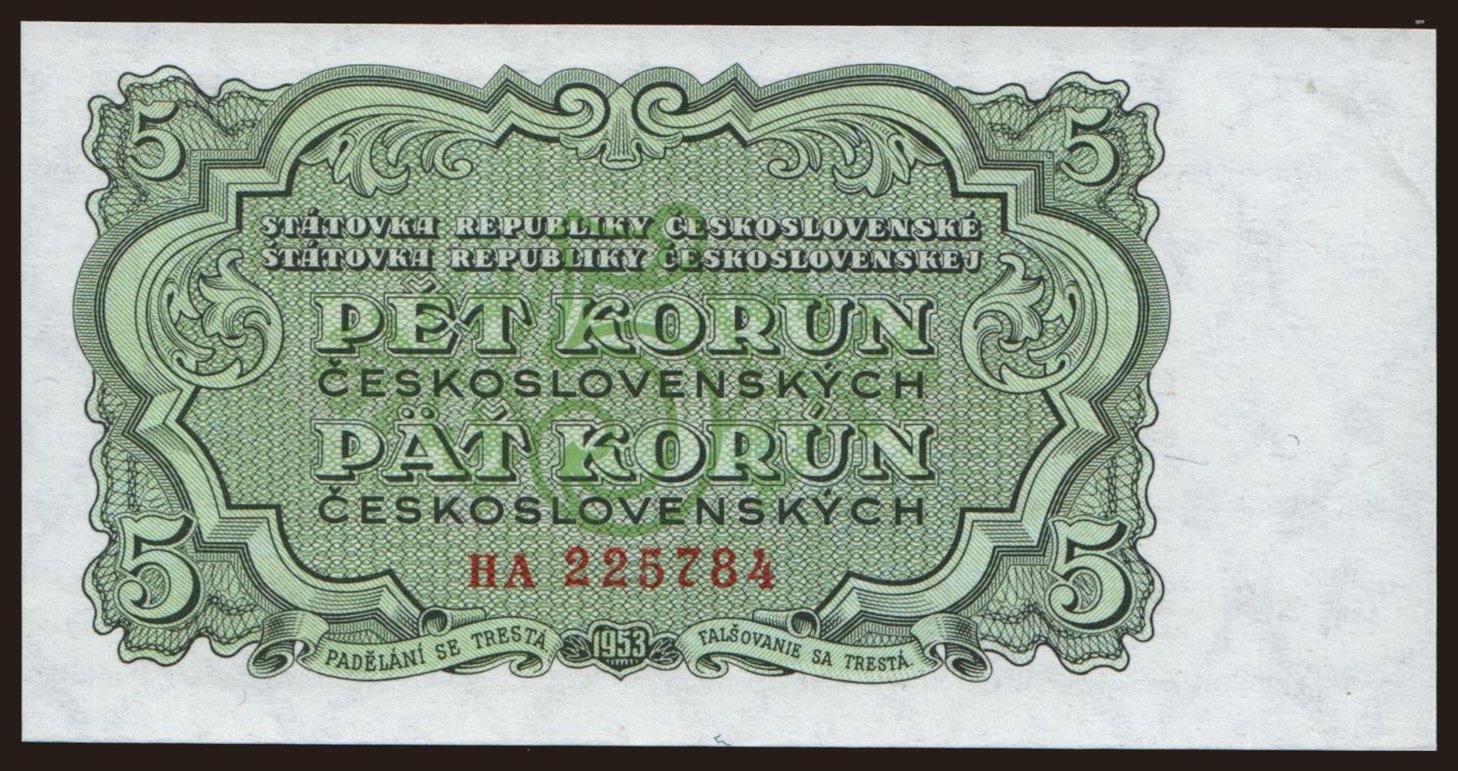 5 5
STÁTOVKA REPUBLIKY ČESKOSLOVENSKÉ
ŠTÁTOVKA REPUBLIKY ČESKOSLOVENSKEJ
PĚT KORUN
ČESKOSLOVENSKÝCH
PÄŤ KORÚN
ČESKOSLOVENSKÝCH
HA 225784
5 5
PADĚLÁNÍ SE TRESTÁ 1953 FALŠOVANIE SA TRESTÁ.